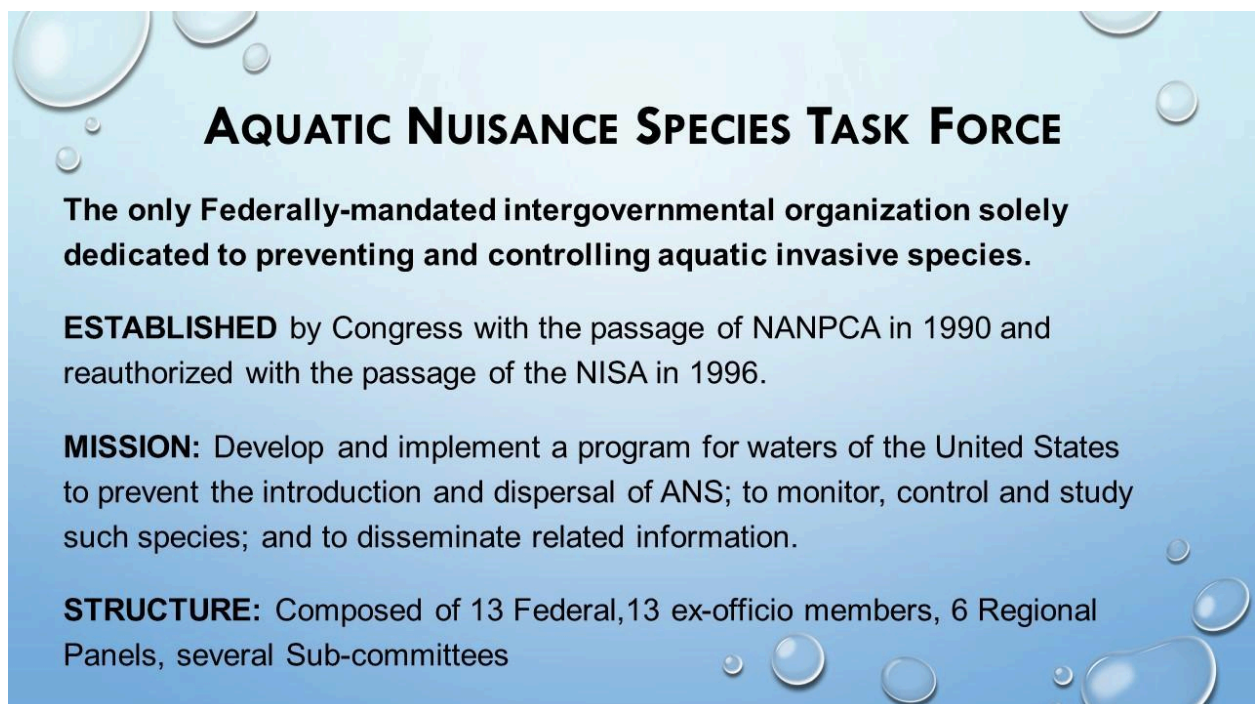 AQUATIC NUISANCE SPECIES TASK FORCE
The only Federally-mandated intergovernmental organization solely
dedicated to preventing and controlling aquatic invasive species.
ESTABLISHED by Congress with the passage of NANPCA in 1990 and
reauthorized with the passage of the NISA in 1996.
MISSION: Develop and implement a program for waters of the United States
to prevent the introduction and dispersal of ANS; to monitor, control and study
such species; and to disseminate related information.
STRUCTURE: Composed of 13 Federal,13 ex-officio members, 6 Regional
Panels, several Sub-committees